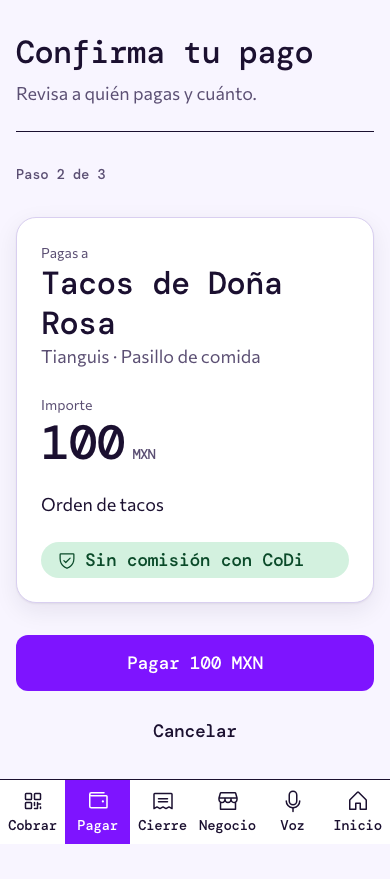 Confirma tu pago
Revisa a quién pagas y cuánto.
Paso 2 de 3
Pagas a
Tacos de Doña
Rosa
Tianguis · Pasillo de comida
Importe
100 MXN
Orden de tacos
Sin comisión con CoDi
Pagar 100 MXN
Cancelar
Cobrar Pagar Cierre Negocio Voz Inicio